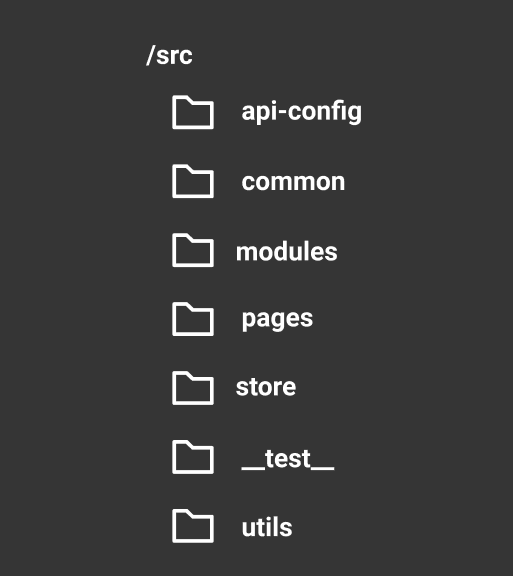 /src
api-config
common
modules
pages
store
__test__
utils